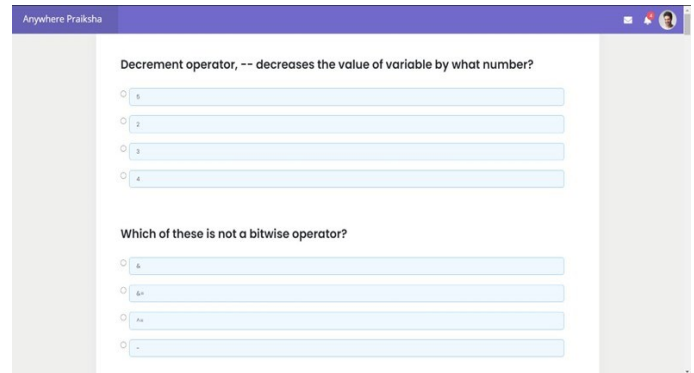 Anywhere Praiksha
Decrement operator, -- decreases the value of variable by what number?
2
3
4
Which of these is not a bitwise operator?
&